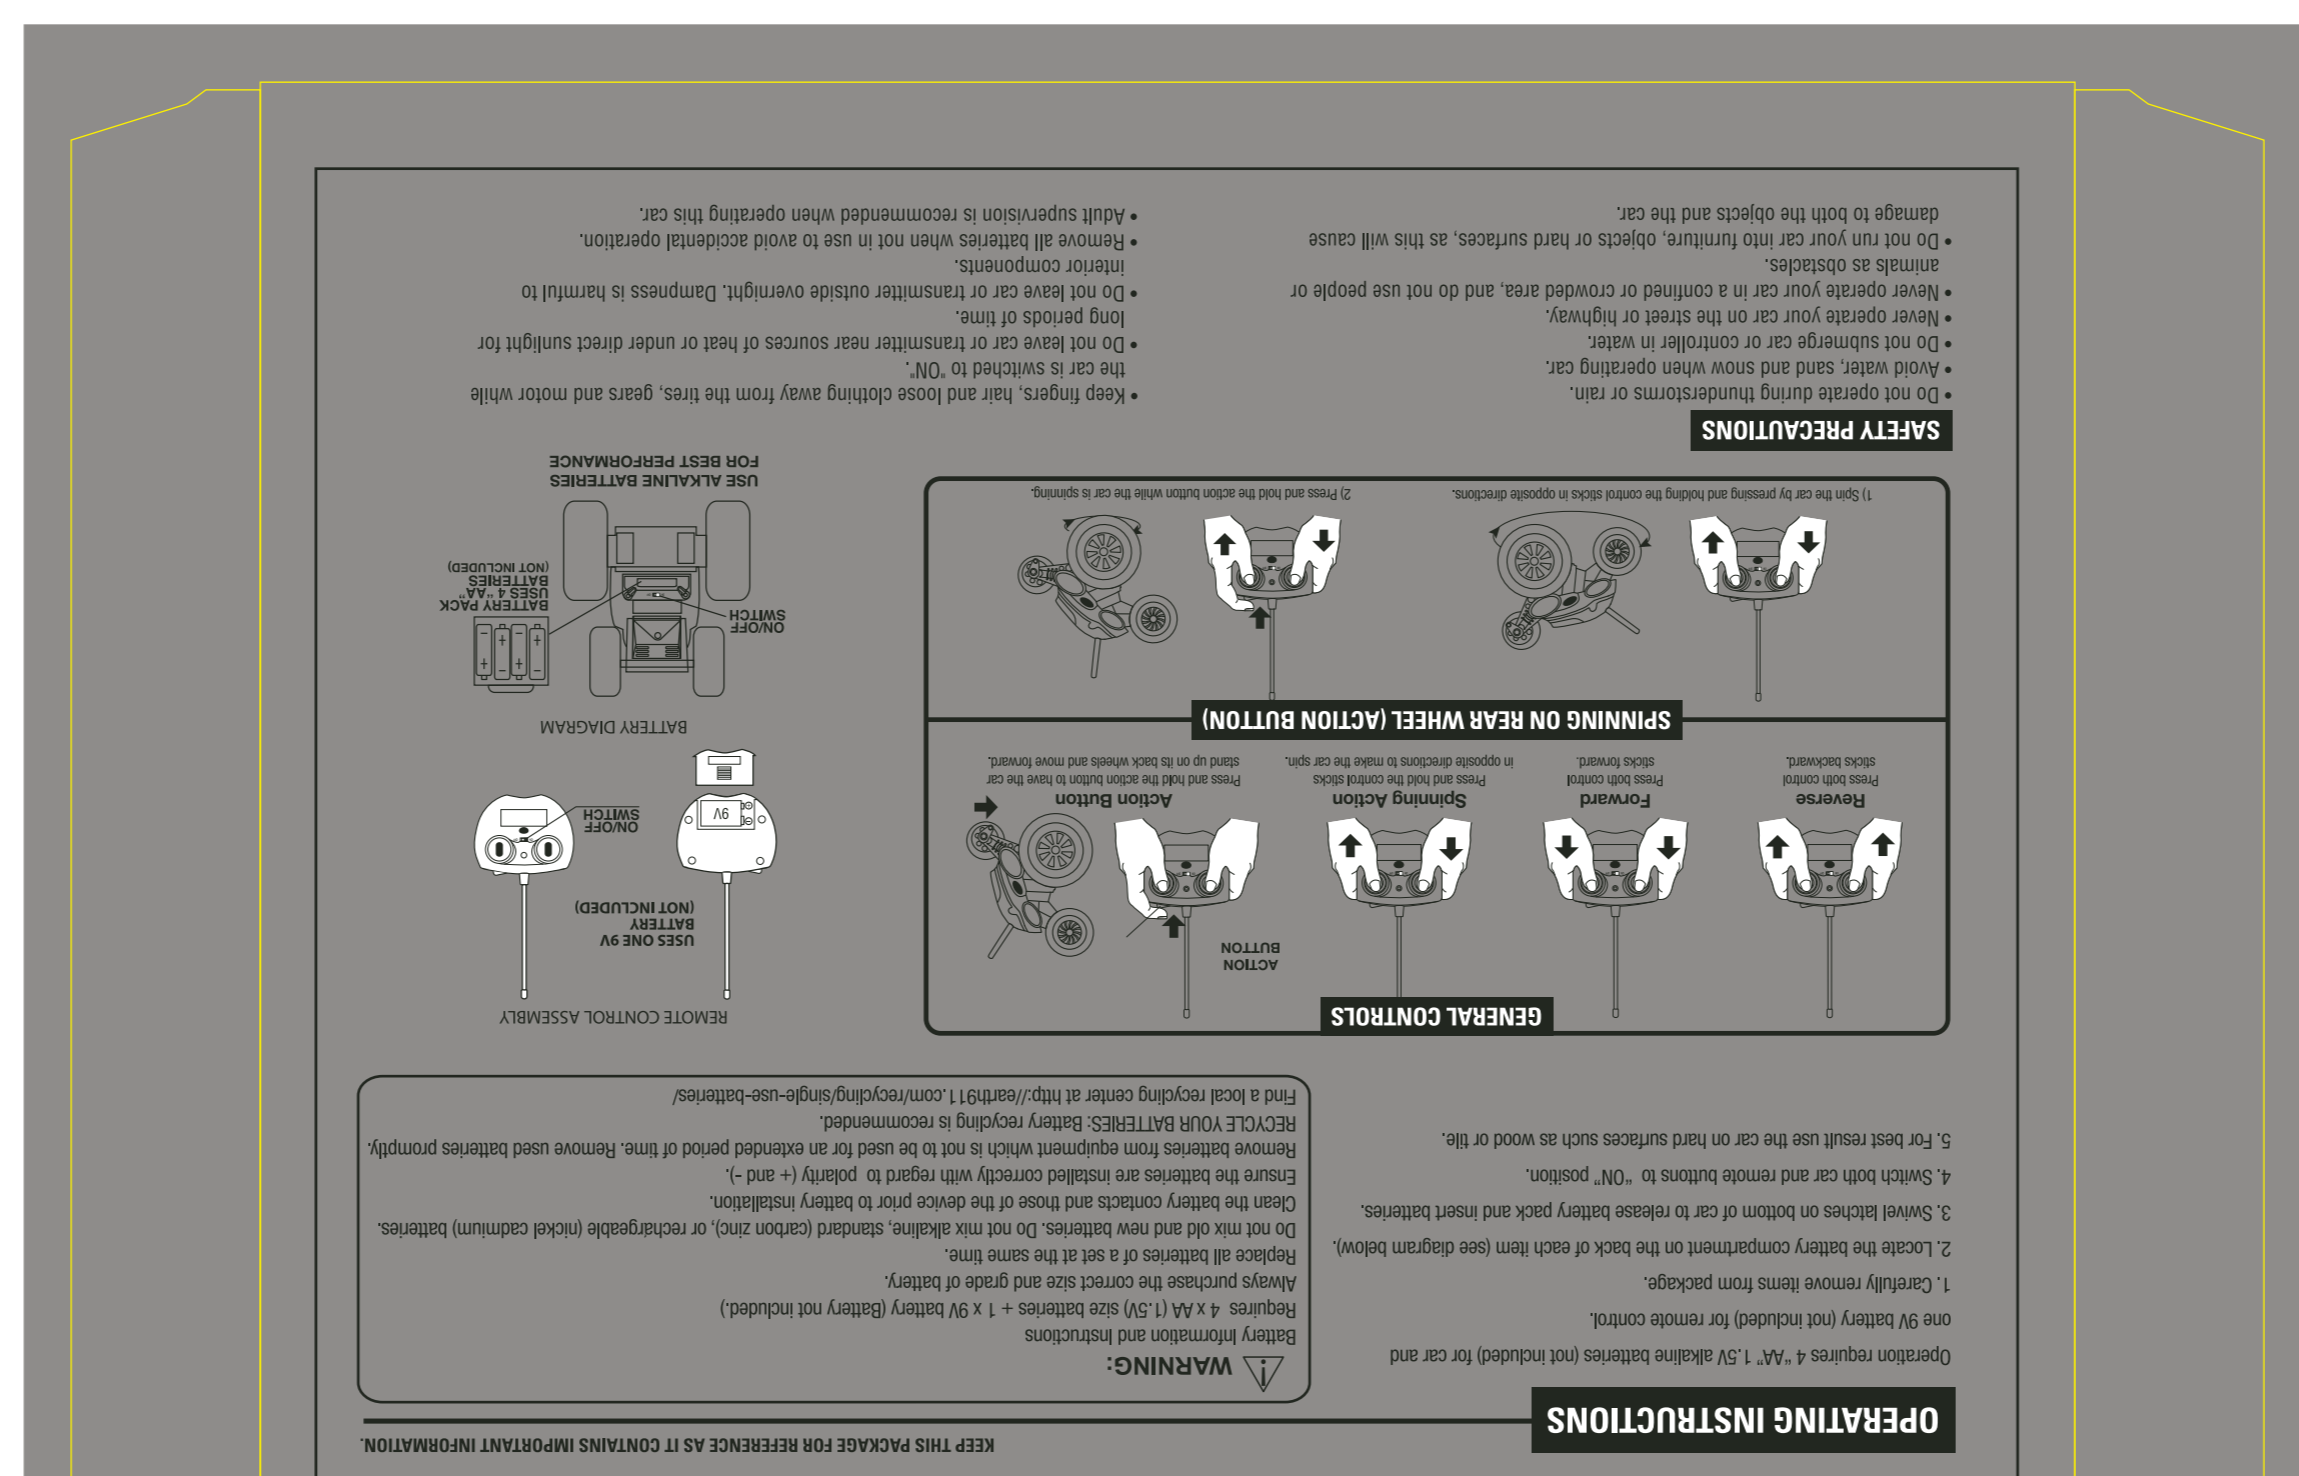 KEEP THIS PACKAGE FOR REFERENCE AS IT CONTAINS IMPORTANT INFORMATION.
OPERATING INSTRUCTIONS
Operation requires 4 “AA” 1.5V alkaline batteries (not included) for car and
one 9V battery (not included) for remote control.
1. Carefully remove items from package.
2. Locate the battery compartment on the back of each item (see diagram below).
3. Swivel latches on bottom of car to release battery pack and insert batteries.
4. Switch both car and remote buttons to “ON” position.
5. For best result use the car on hard surfaces such as wood or tile.
WARNING:
Battery Information and Instructions
Requires 4 x AA (1.5V) size batteries + 1 x 9V battery (Battery not included.)
Always purchase the correct size and grade of battery.
Replace all batteries of a set at the same time.
Do not mix old and new batteries. Do not mix alkaline, standard (carbon zinc), or rechargeable (nickel cadmium) batteries.
Clean the battery contacts and those of the device prior to battery installation.
Ensure the batteries are installed correctly with regard to polarity (+ and -).
Remove batteries from equipment which is not to be used for an extended period of time. Remove used batteries promptly.
RECYCLE YOUR BATTERIES: Battery recycling is recommended.
Find a local recycling center at http://earth911.com/recycling/single-use-batteries/
GENERAL CONTROLS
ACTION
BUTTON
Reverse
Press both control
sticks backward.
Forward
Press both control
sticks forward.
Spinning Action
Press and hold the control sticks
in opposite directions to make the car spin.
Action Button
Press and hold the action button to have the car
stand up on its back wheels and move forward.
SPINNING ON REAR WHEEL (ACTION BUTTON)
1) Spin the car by pressing and holding the control sticks in opposite directions.
2) Press and hold the action button while the car is spinning.
REMOTE CONTROL ASSEMBLY
USES ONE 9V
BATTERY
(NOT INCLUDED)
ON/OFF
SWITCH
9V
BATTERY DIAGRAM
ON/OFF
SWITCH
BATTERY PACK
USES 4 “AA”
BATTERIES
(NOT INCLUDED)
USE ALKALINE BATTERIES
FOR BEST PERFORMANCE
SAFETY PRECAUTIONS
• Do not operate during thunderstorms or rain.
• Avoid water, sand and snow when operating car.
• Do not submerge car or controller in water.
• Never operate your car on the street or highway.
• Never operate your car in a confined or crowded area, and do not use people or
animals as obstacles.
• Do not run your car into furniture, objects or hard surfaces, as this will cause
damage to both the objects and the car.
• Keep fingers, hair and loose clothing away from the tires, gears and motor while
the car is switched to "ON".
• Do not leave car or transmitter near sources of heat or under direct sunlight for
long periods of time.
• Do not leave car or transmitter outside overnight. Dampness is harmful to
interior components.
• Remove all batteries when not in use to avoid accidental operation.
• Adult supervision is recommended when operating this car.